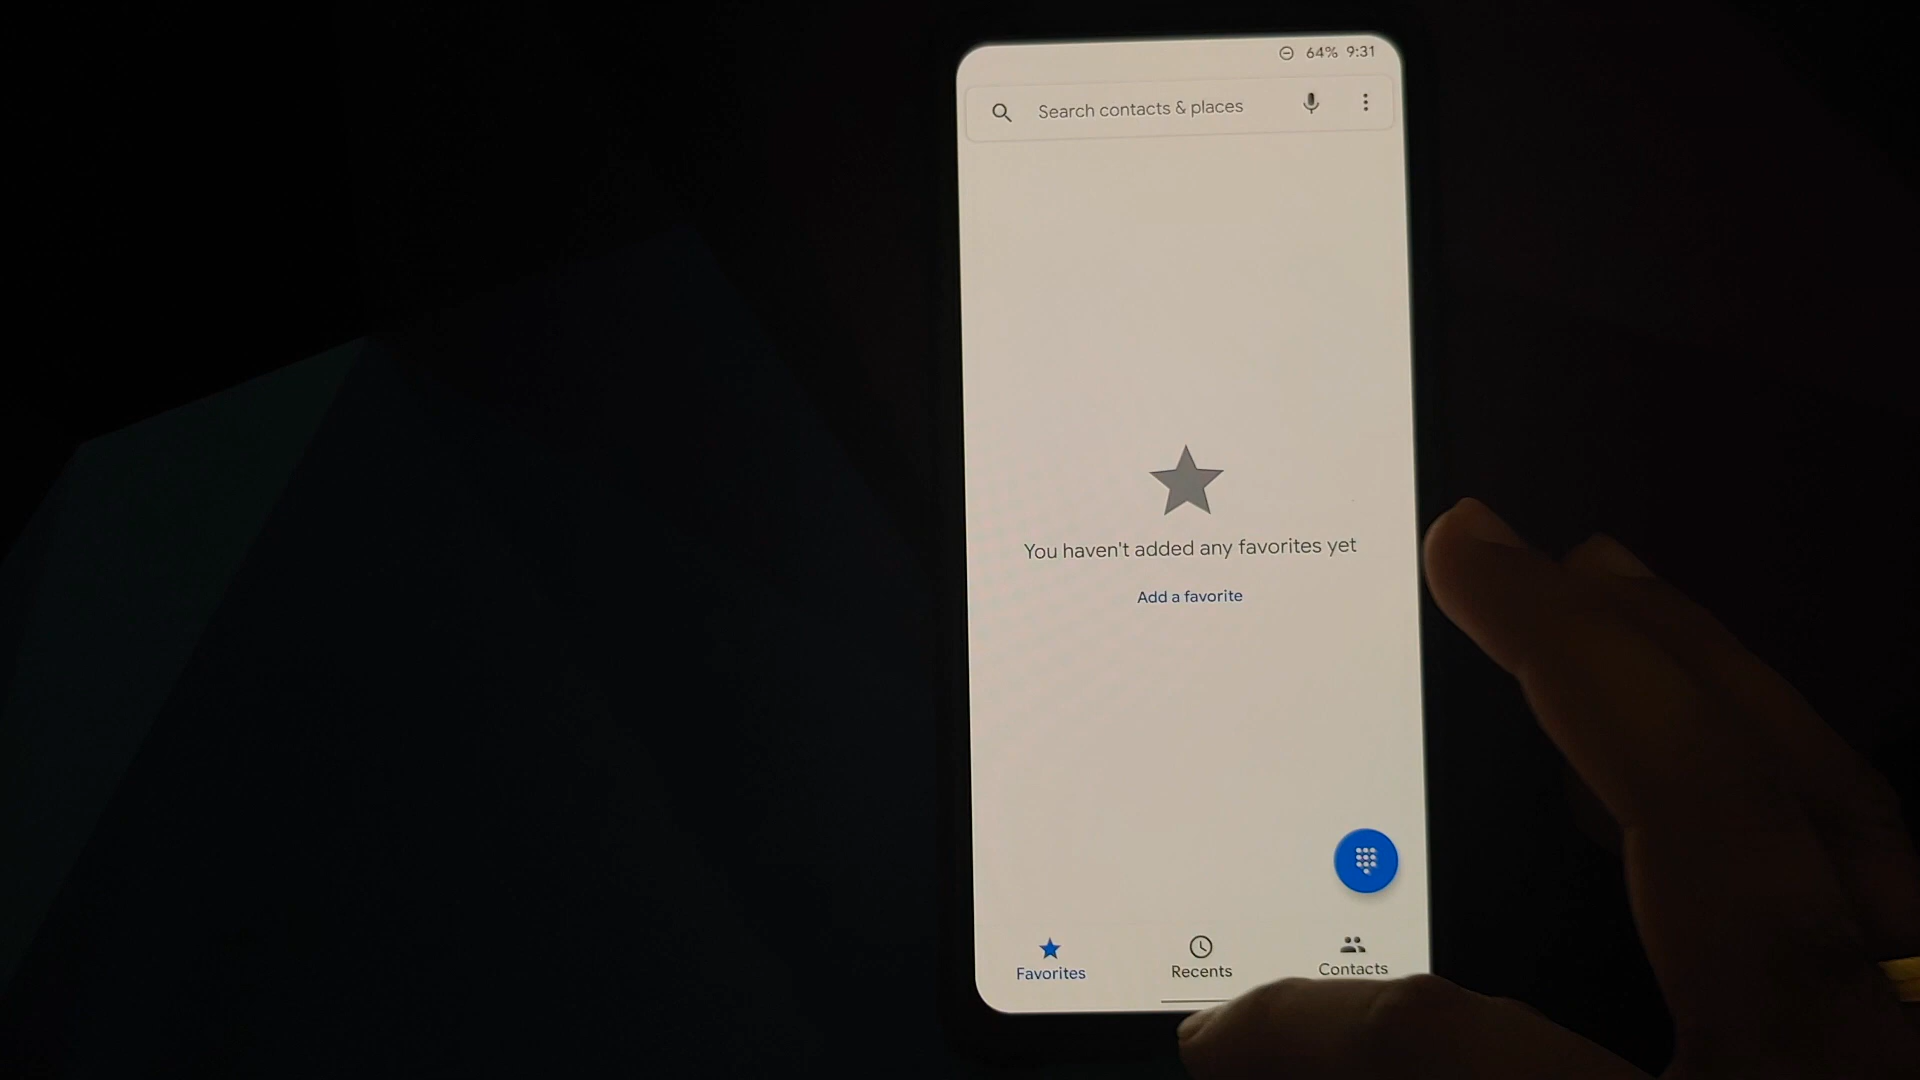 64% 9:31
Search contacts & places
You haven't added any favorites yet
Add a favorite
Favorites
Recents
Contacts